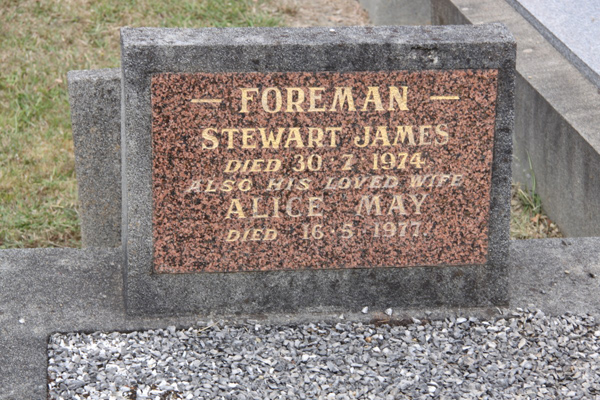 — FOREMAN —
STEWART JAMES
DIED 30·7·1974
ALSO HIS LOVED WIFE
ALICE MAY
DIED 16·5·1977